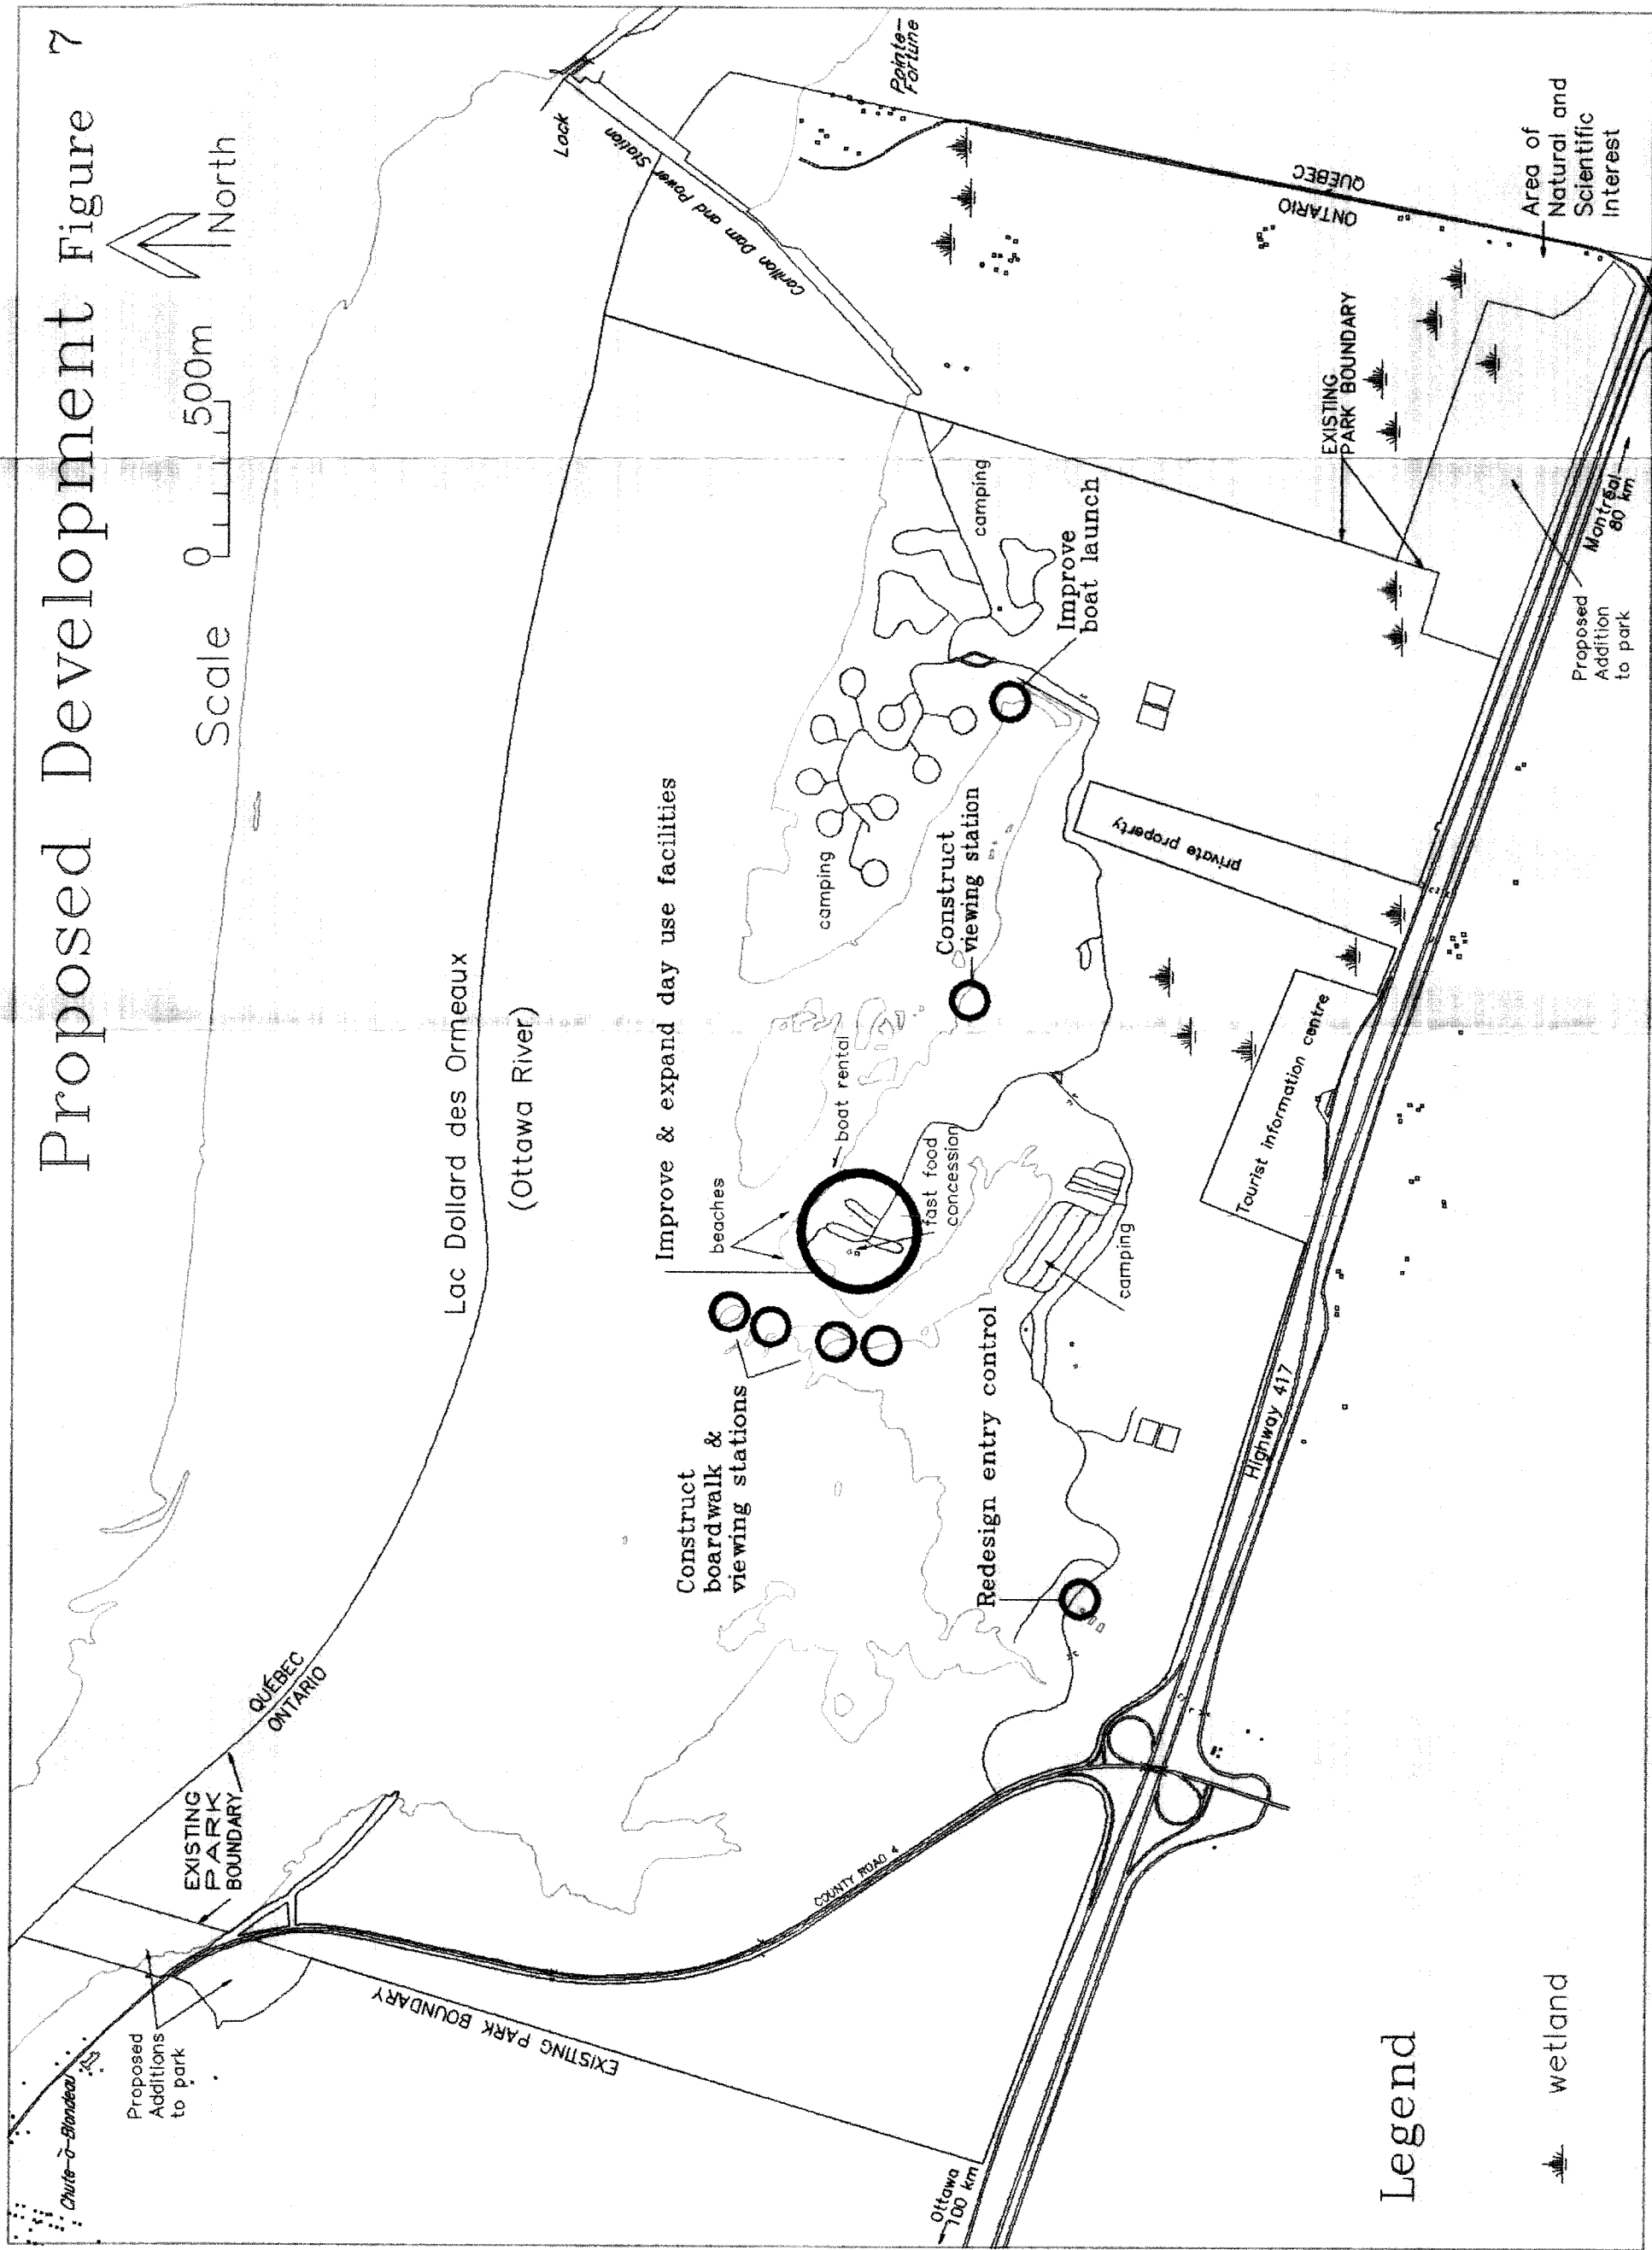 Proposed Development Figure 7
Scale
0 500m
North
Lac Dollard des Ormeaux
(Ottawa River)
QUÉBEC
ONTARIO
EXISTING
PARK
BOUNDARY
Chute-à-Blondeau
Proposed
Additions
to park
EXISTING PARK BOUNDARY
COUNTY ROAD 4
Ottawa
100 km
Construct
boardwalk &
viewing stations
Improve & expand day use facilities
beaches
boat rental
fast food
concession
Redesign entry control
camping
camping
Construct
viewing station
camping
Improve
boat launch
Lock
Carillon Dam and Power Station
Pointe-
Fortune
QUEBEC
ONTARIO
EXISTING
PARK BOUNDARY
Area of
Natural and
Scientific
Interest
private property
Tourist information centre
Highway 417
Proposed
Addition
to park
Montréal
80 km
Legend
wetland